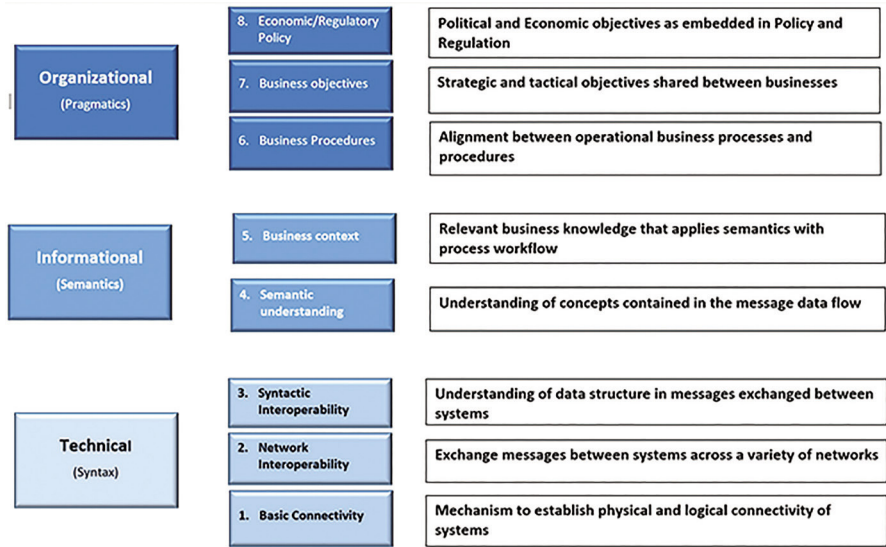 8. Economic/Regulatory
Policy
Political and Economic objectives as embedded in Policy and
Regulation
Organizational
(Pragmatics)
7. Business objectives
Strategic and tactical objectives shared between businesses
6. Business Procedures
Alignment between operational business processes and
procedures
Informational
(Semantics)
5. Business context
Relevant business knowledge that applies semantics with
process workflow
4. Semantic
understanding
Understanding of concepts contained in the message data flow
Technical
(Syntax)
3. Syntactic
Interoperability
Understanding of data structure in messages exchanged between
systems
2. Network
Interoperability
Exchange messages between systems across a variety of networks
1. Basic Connectivity
Mechanism to establish physical and logical connectivity of
systems